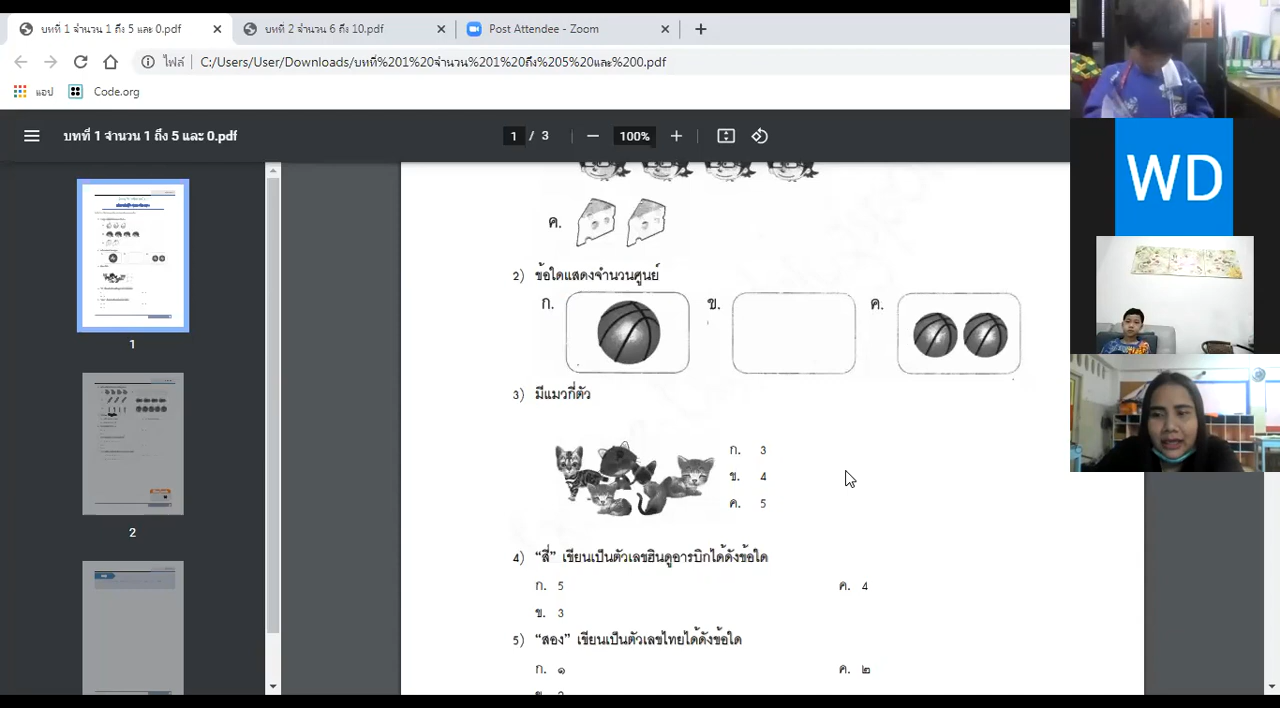 บทที่ 1 จำนวน 1 ถึง 5 และ 0.pdf
บทที่ 2 จำนวน 6 ถึง 10.pdf
Post Attendee - Zoom
ไฟล์ C:/Users/User/Downloads/บทที่%201%20จำนวน%201%20ถึง%205%20และ%200.pdf
แอป Code.org
บทที่ 1 จำนวน 1 ถึง 5 และ 0.pdf
1 / 3
100%
WD
ค.
2) ข้อใดแสดงจำนวนศูนย์
ก. ข. ค.
3) มีแมวกี่ตัว
ก. 3
ข. 4
ค. 5
4) “สี่” เขียนเป็นตัวเลขฮินดูอารบิกได้ดังข้อใด
ก. 5 ค. 4
ข. 3
5) “สอง” เขียนเป็นตัวเลขไทยได้ดังข้อใด
ก. ๑ ค. ๒
1
2